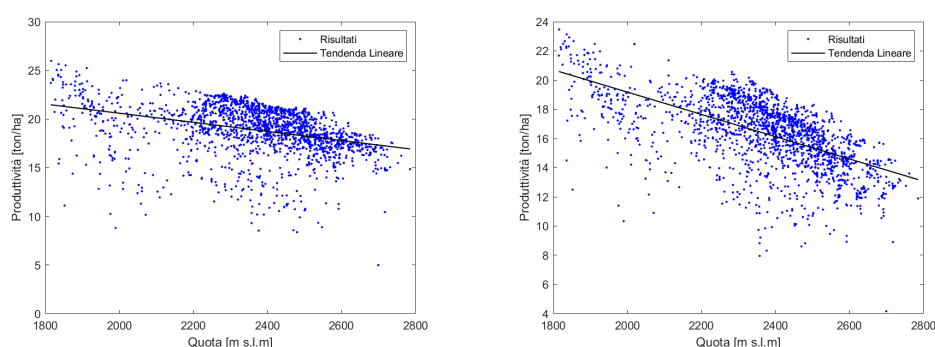 30
25
20
15
10
5
0
Produttività [ton/ha]
Risultati
Tendenda Lineare
1800 2000 2200 2400 2600 2800
Quota [m s.l.m]
24
22
20
18
16
14
12
10
8
6
4
Produttività [ton/ha]
Risultati
Tendenda Lineare
1800 2000 2200 2400 2600 2800
Quota [m s.l.m]